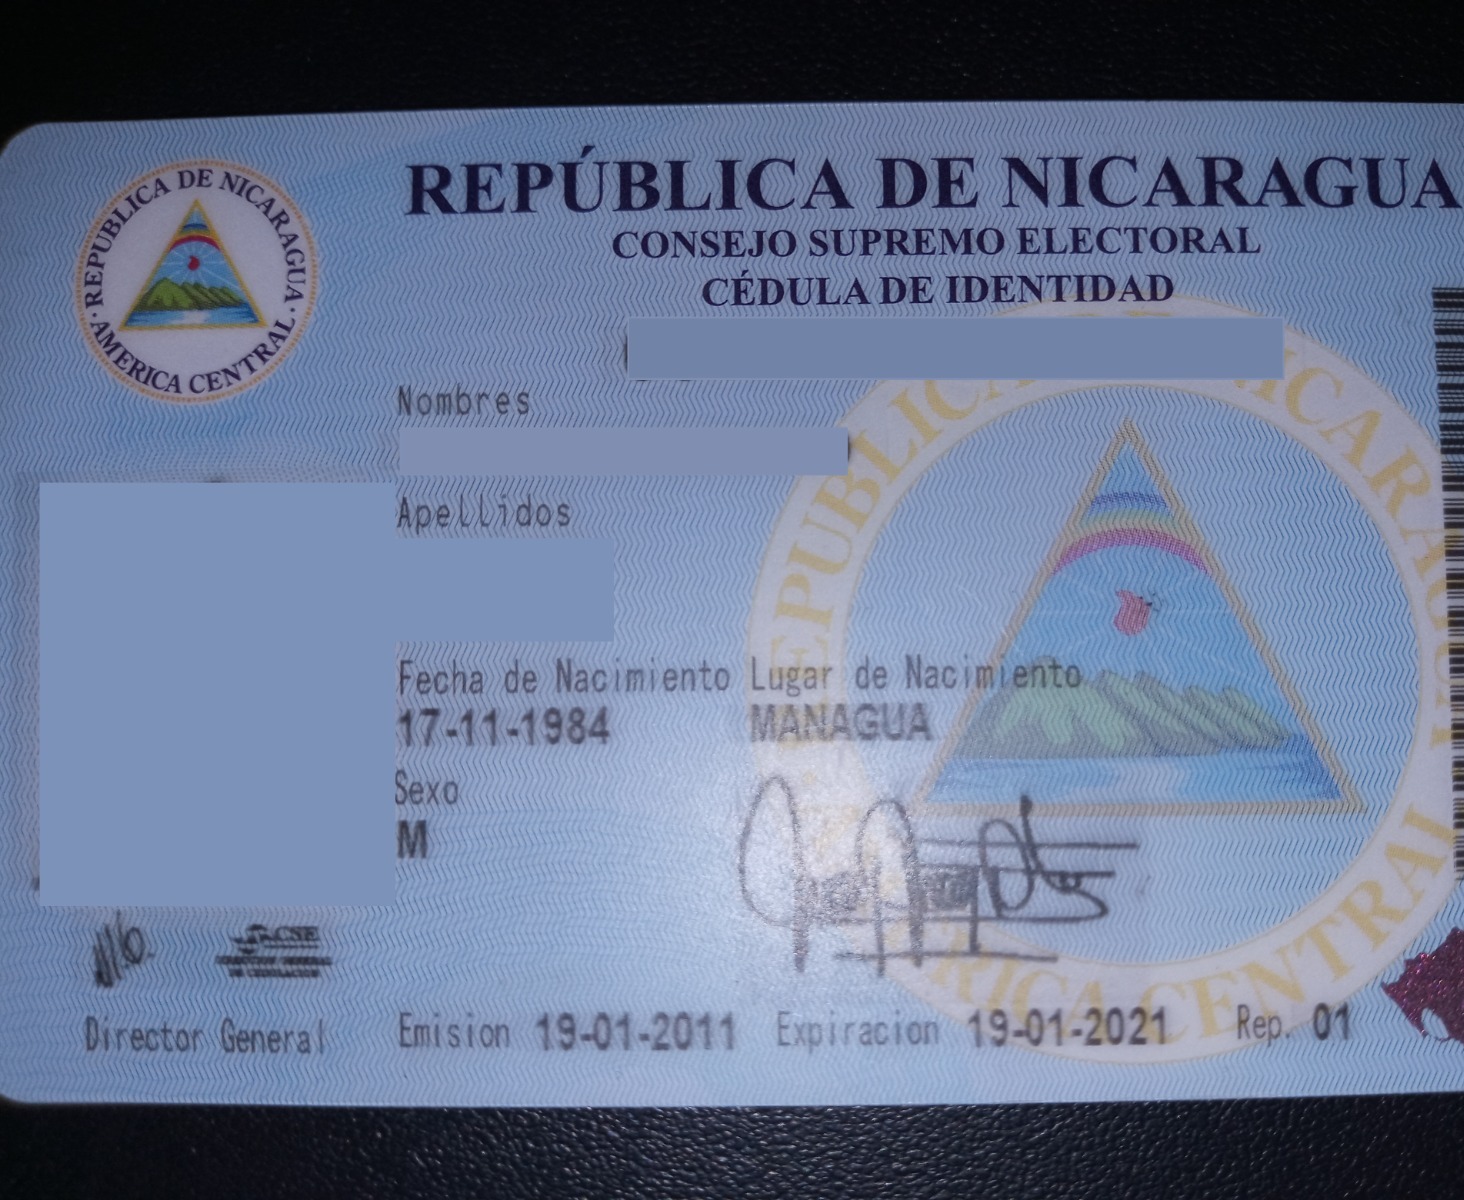 REPÚBLICA DE NICARAGUA
CONSEJO SUPREMO ELECTORAL
CÉDULA DE IDENTIDAD
REPUBLICA DE NICARAGUA
· AMERICA CENTRAL ·
Nombres
Apellidos
Fecha de Nacimiento Lugar de Nacimiento
17-11-1984 MANAGUA
Sexo
M
CSE
Director General Emision 19-01-2011 Expiracion 19-01-2021 Rep. 01